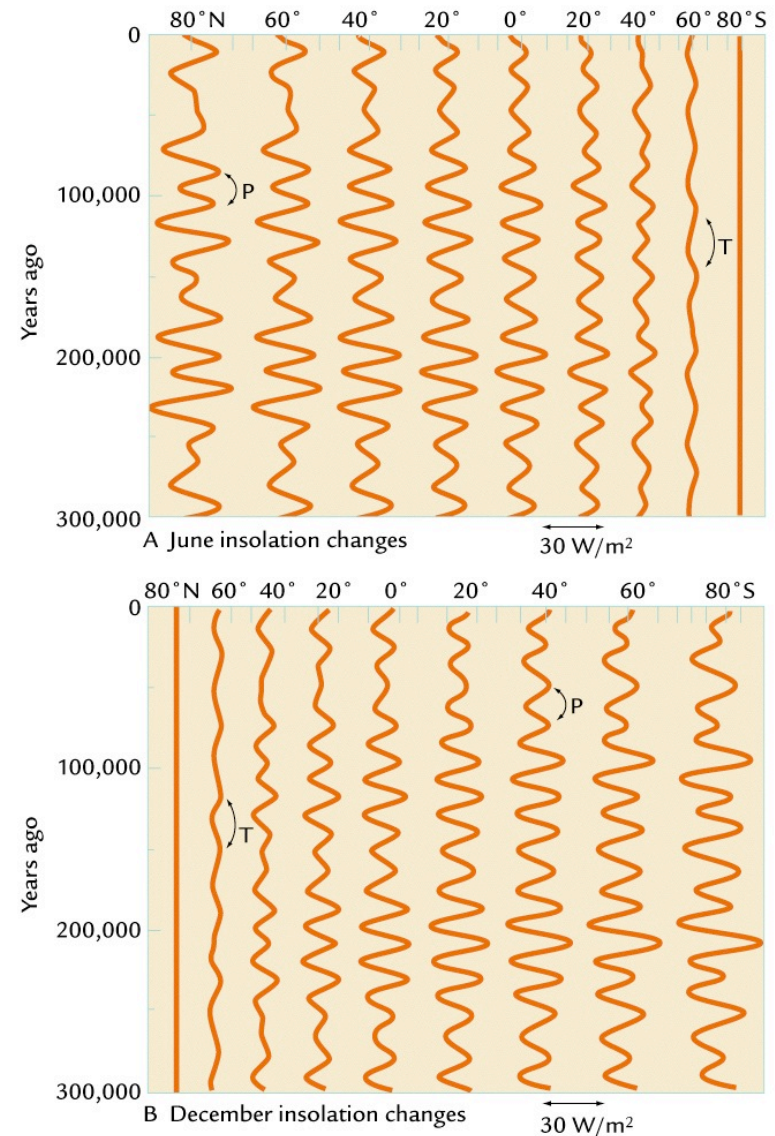 80°N 60° 40° 20° 0° 20° 40° 60° 80°S
0
P
100,000
T
Years ago
200,000
300,000
A June insolation changes
30 W/m²
80°N 60° 40° 20° 0° 20° 40° 60° 80°S
0
P
100,000
T
Years ago
200,000
300,000
B December insolation changes
30 W/m²